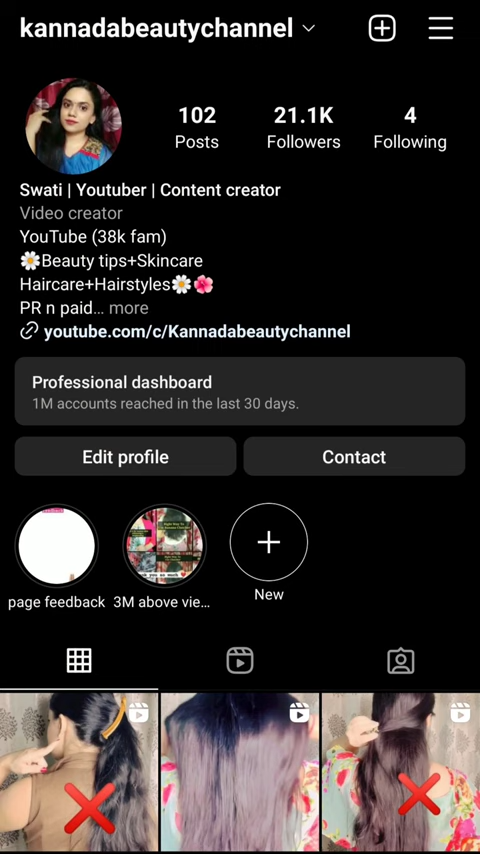 kannadabeautychannel
102
Posts
21.1K
Followers
4
Following
Swati | Youtuber | Content creator
Video creator
YouTube (38k fam)
🌼Beauty tips+Skincare
Haircare+Hairstyles🌼🌺
PR n paid... more
youtube.com/c/Kannadabeautychannel
Professional dashboard
1M accounts reached in the last 30 days.
Edit profile
Contact
page feedback
3M above vie...
New